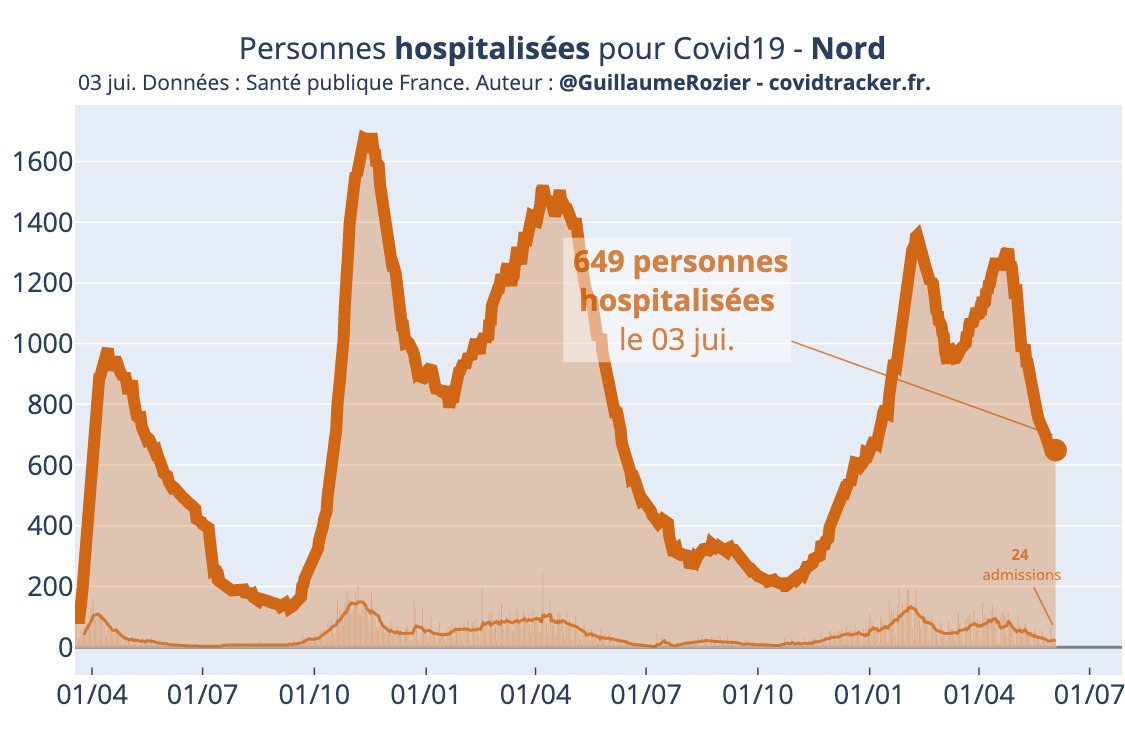 Personnes hospitalisées pour Covid19 - Nord
03 jui. Données : Santé publique France. Auteur : @GuillaumeRozier - covidtracker.fr.
1600
1400
1200
1000
800
600
400
200
0
649 personnes
hospitalisées
le 03 jui.
24
admissions
01/04 01/07 01/10 01/01 01/04 01/07 01/10 01/01 01/04 01/07